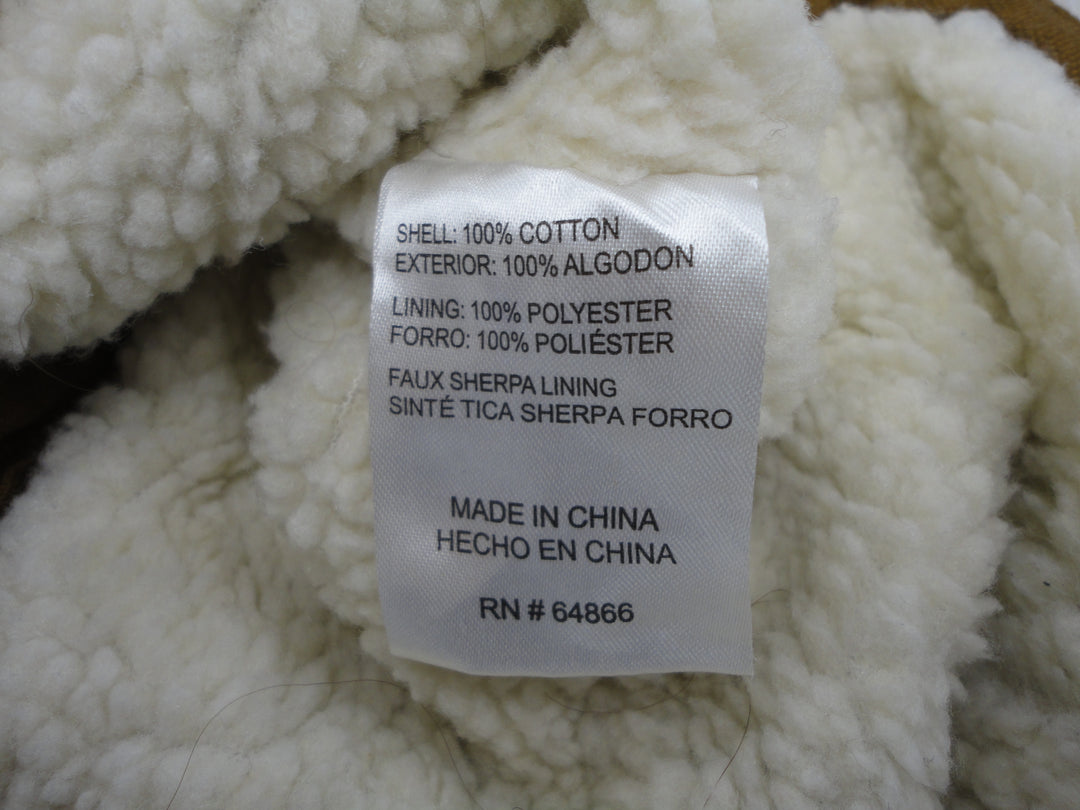 SHELL: 100% COTTON
EXTERIOR: 100% ALGODON
LINING: 100% POLYESTER
FORRO: 100% POLIÉSTER
FAUX SHERPA LINING
SINTÉ TICA SHERPA FORRO
MADE IN CHINA
HECHO EN CHINA
RN # 64866